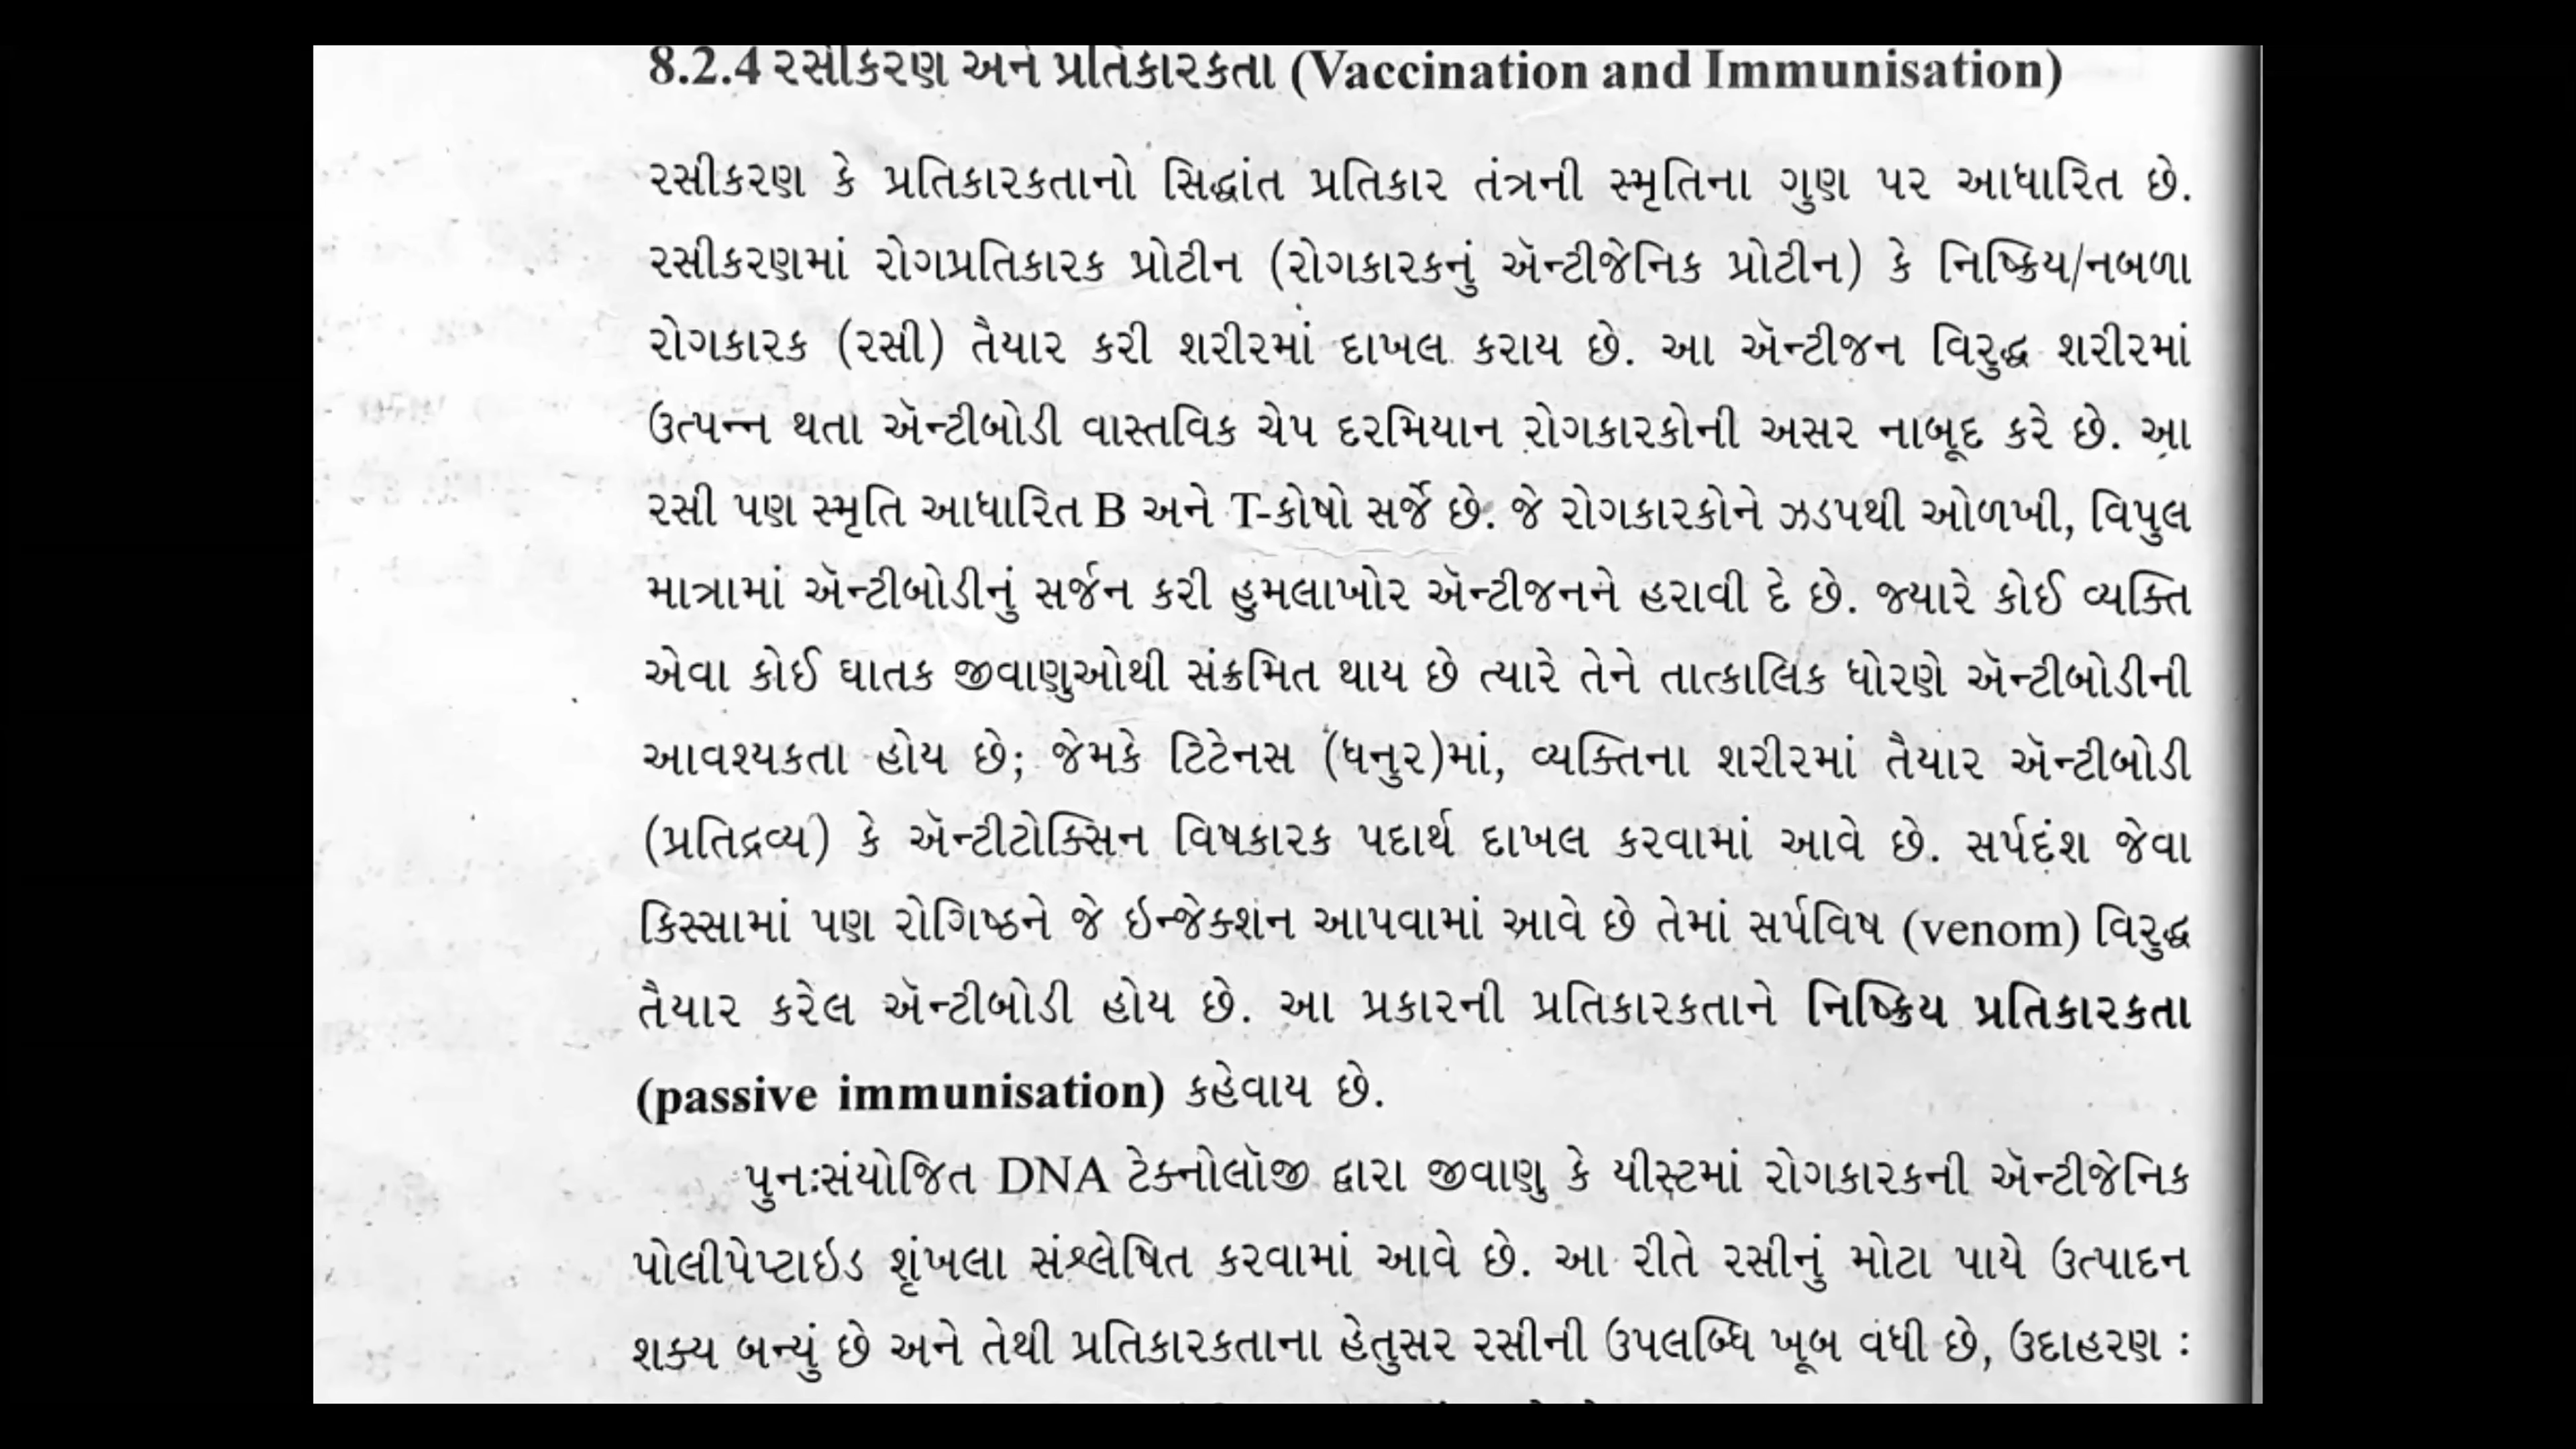 8.2.4 રસીકરણ અને પ્રતિકારકતા (Vaccination and Immunisation)
રસીકરણ કે પ્રતિકારકતાનો સિદ્ધાંત પ્રતિકાર તંત્રની સ્મૃતિના ગુણ પર આધારિત છે.
રસીકરણમાં રોગપ્રતિકારક પ્રોટીન (રોગકારકનું ઍન્ટીજેનિક પ્રોટીન) કે નિષ્ક્રિય/નબળા
રોગકારક (રસી) તૈયાર કરી શરીરમાં દાખલ કરાય છે. આ ઍન્ટીજન વિરુદ્ધ શરીરમાં
ઉત્પન્ન થતા ઍન્ટીબોડી વાસ્તવિક ચેપ દરમિયાન રોગકારકોની અસર નાબૂદ કરે છે. આ
રસી પણ સ્મૃતિ આધારિત B અને T-કોષો સર્જે છે. જે રોગકારકોને ઝડપથી ઓળખી, વિપુલ
માત્રામાં ઍન્ટીબોડીનું સર્જન કરી હુમલાખોર ઍન્ટીજનને હરાવી દે છે. જ્યારે કોઈ વ્યક્તિ
એવા કોઈ ઘાતક જીવાણુઓથી સંક્રમિત થાય છે ત્યારે તેને તાત્કાલિક ધોરણે ઍન્ટીબોડીની
આવશ્યકતા હોય છે; જેમકે ટિટેનસ (ધનુર)માં, વ્યક્તિના શરીરમાં તૈયાર ઍન્ટીબોડી
(પ્રતિદ્રવ્ય) કે ઍન્ટીટોક્સિન વિષકારક પદાર્થ દાખલ કરવામાં આવે છે. સર્પદંશ જેવા
કિસ્સામાં પણ રોગિષ્ઠને જે ઇન્જેક્શન આપવામાં આવે છે તેમાં સર્પવિષ (venom) વિરુદ્ધ
તૈયાર કરેલ ઍન્ટીબોડી હોય છે. આ પ્રકારની પ્રતિકારકતાને નિષ્ક્રિય પ્રતિકારકતા
(passive immunisation) કહેવાય છે.
પુનઃસંયોજિત DNA ટેક્નોલૉજી દ્વારા જીવાણુ કે યીસ્ટમાં રોગકારકની ઍન્ટીજેનિક
પોલીપેપ્ટાઇડ શૃંખલા સંશ્લેષિત કરવામાં આવે છે. આ રીતે રસીનું મોટા પાયે ઉત્પાદન
શક્ય બન્યું છે અને તેથી પ્રતિકારકતાના હેતુસર રસીની ઉપલબ્ધિ ખૂબ વધી છે, ઉદાહરણ :